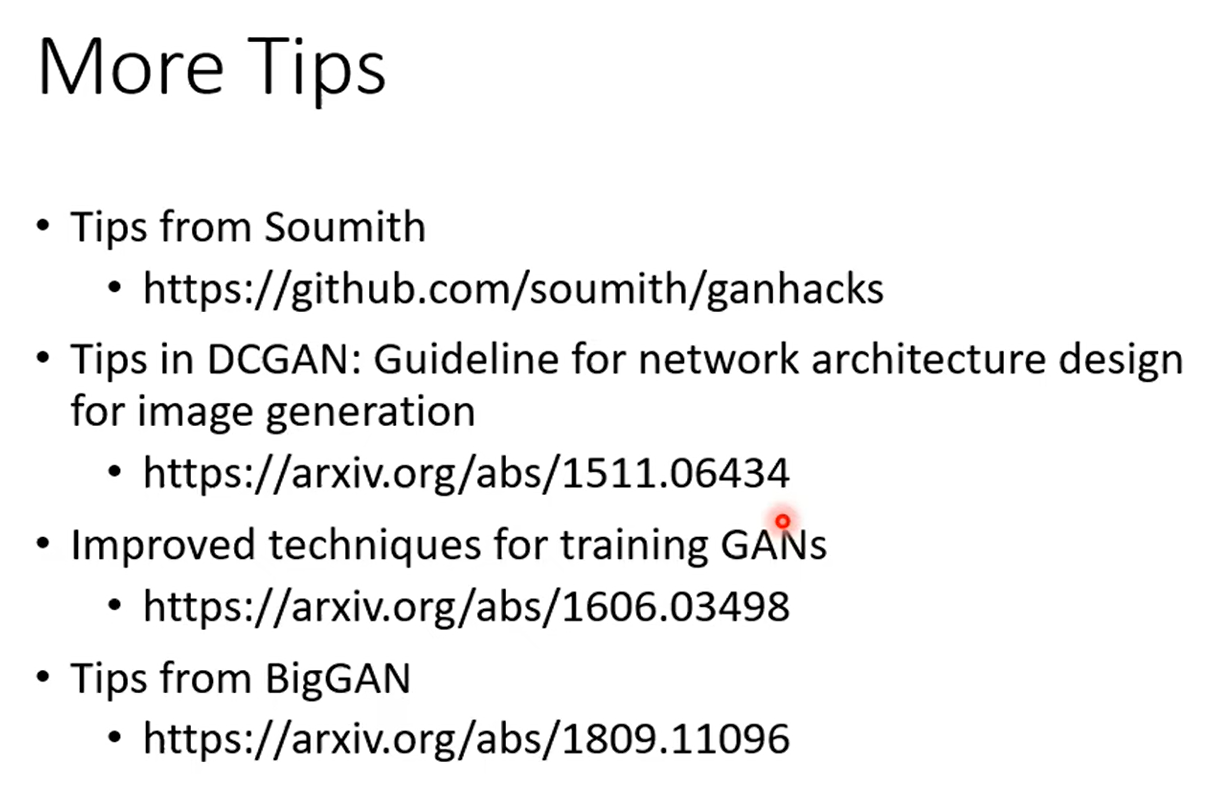 More Tips
• Tips from Soumith
• https://github.com/soumith/ganhacks
• Tips in DCGAN: Guideline for network architecture design
for image generation
• https://arxiv.org/abs/1511.06434
• Improved techniques for training GANs
• https://arxiv.org/abs/1606.03498
• Tips from BigGAN
• https://arxiv.org/abs/1809.11096